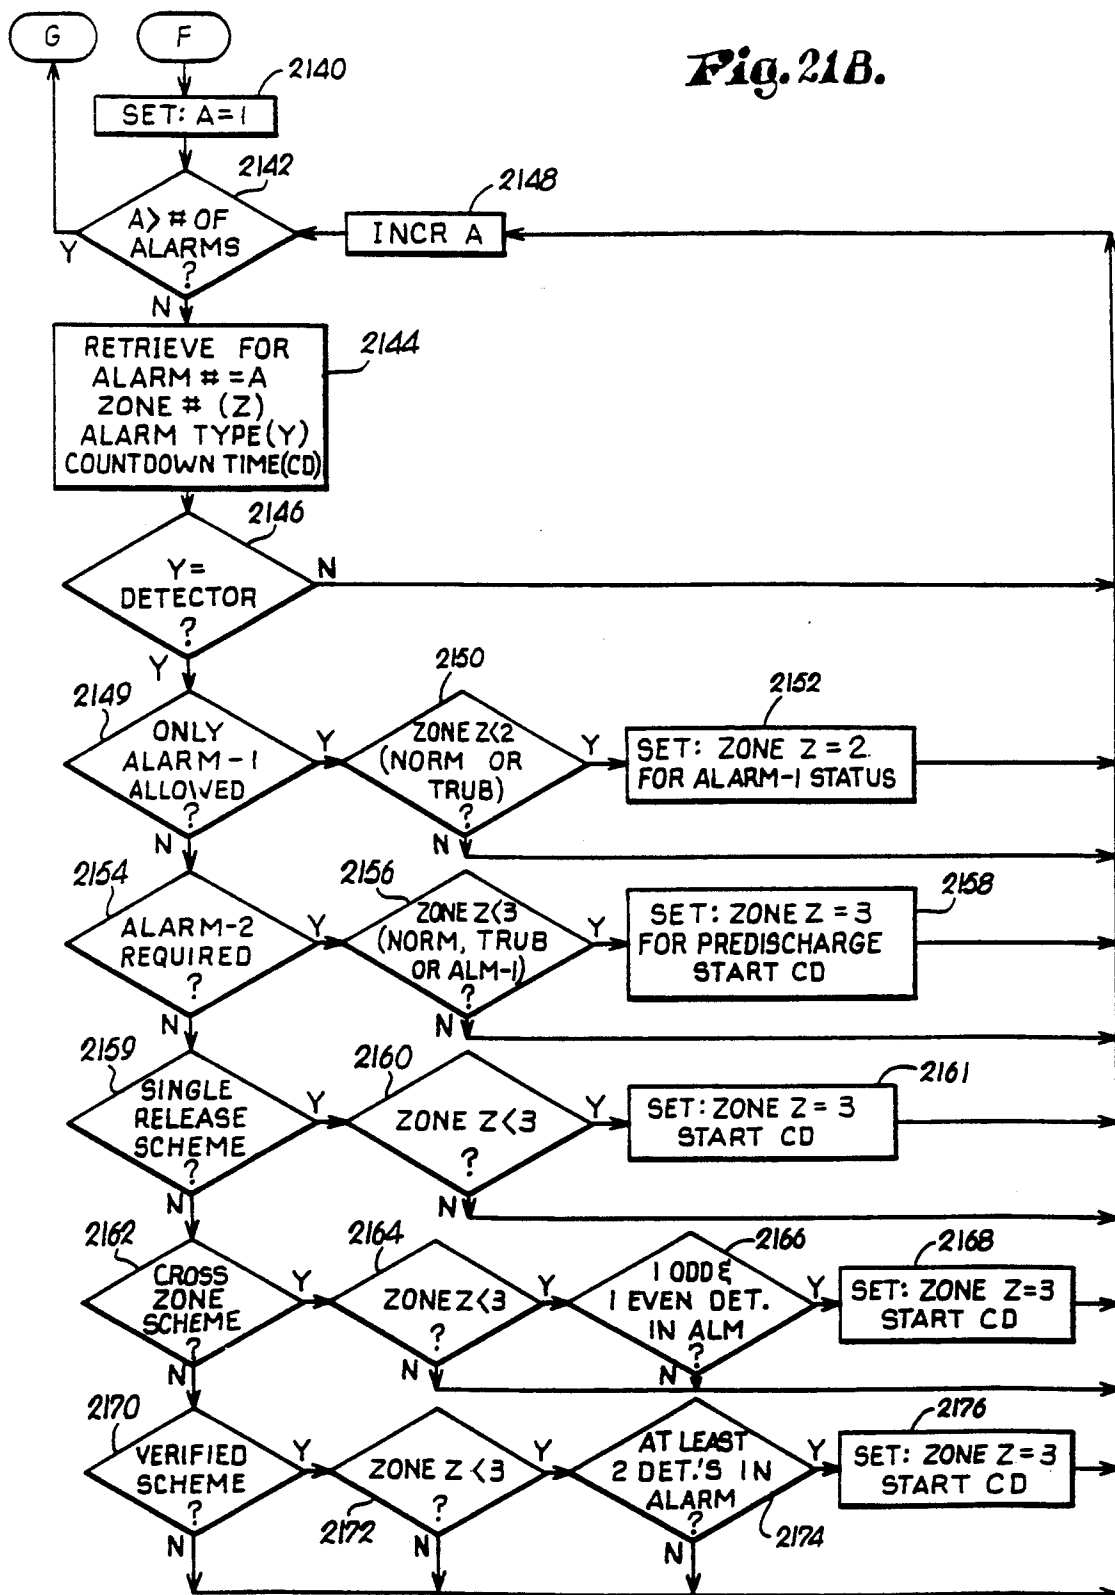 G
F
Fig. 21B.
2140
SET: A=1
2142
A> # OF
ALARMS
?
Y
N
2148
INCR A
2144
RETRIEVE FOR
ALARM # =A
ZONE # (Z)
ALARM TYPE(Y)
COUNTDOWN TIME(CD)
2146
Y=
DETECTOR
?
N
Y
2149
ONLY
ALARM-1
ALLOWED
?
Y
N
2150
ZONE Z<2
(NORM OR
TRUB)
?
Y
N
2152
SET: ZONE Z = 2.
FOR ALARM-1 STATUS
2154
ALARM-2
REQUIRED
?
Y
N
2156
ZONE Z<3
(NORM, TRUB
OR ALM-1)
?
Y
N
2158
SET: ZONE Z = 3
FOR PREDISCHARGE
START CD
2159
SINGLE
RELEASE
SCHEME
?
Y
N
2160
ZONE Z<3
?
Y
N
2161
SET: ZONE Z = 3
START CD
2162
CROSS
ZONE
SCHEME
?
Y
N
2164
ZONE Z<3
?
Y
N
2166
1 ODD &
1 EVEN DET.
IN ALM
?
Y
N
2168
SET: ZONE Z=3
START CD
2170
VERIFIED
SCHEME
?
Y
N
2172
ZONE Z <3
?
Y
N
AT LEAST
2 DET.'S IN
ALARM
?
2174
Y
N
2176
SET: ZONE Z=3
START CD